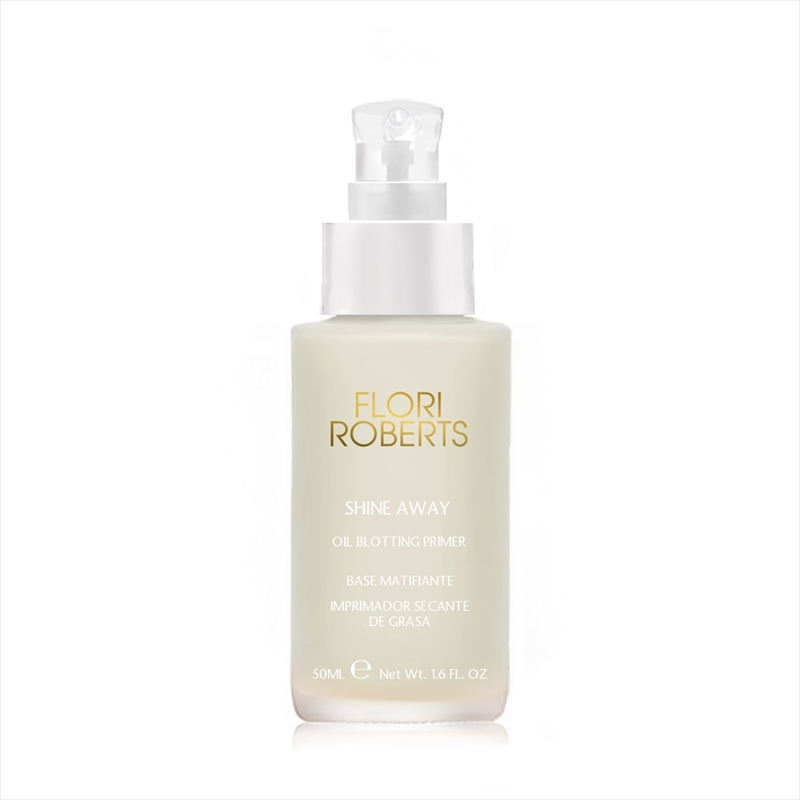 FLORI
ROBERTS
SHINE AWAY
OIL BLOTTING PRIMER
BASE MATIFIANTE
IMPRIMADOR SECANTE
DE GRASA
50ML ℮ Net Wt. 1.6 FL. OZ